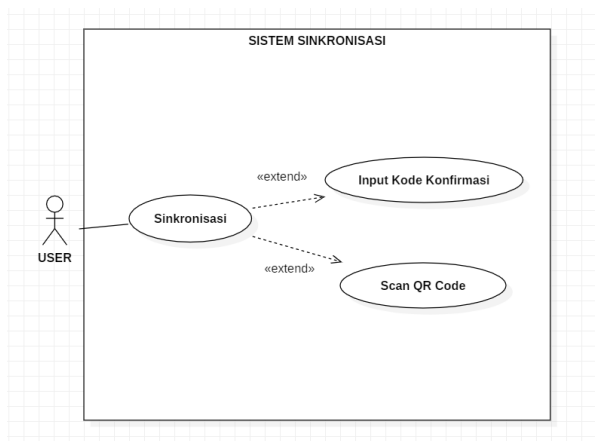 SISTEM SINKRONISASI
«extend»
Input Kode Konfirmasi
Sinkronisasi
USER
«extend»
Scan QR Code